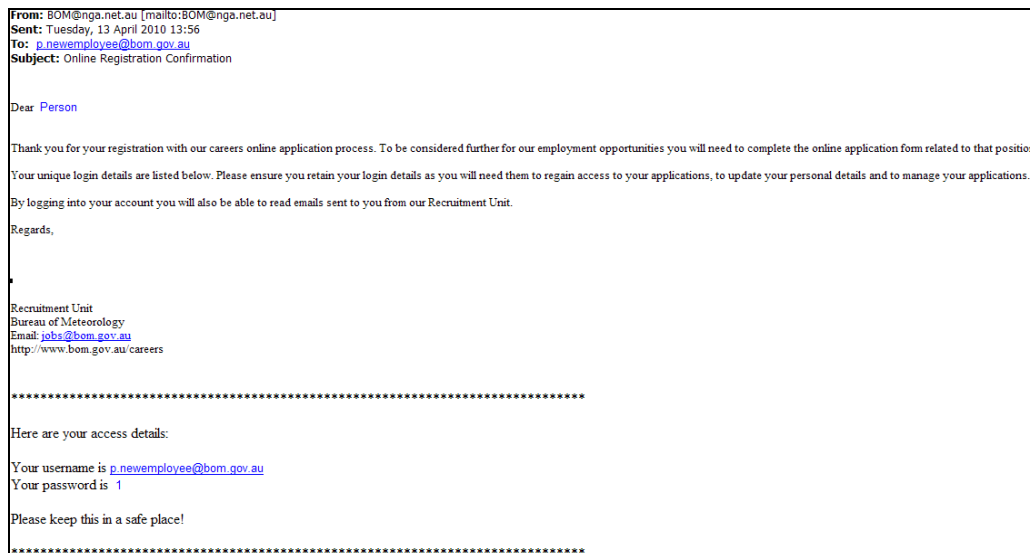 From: BOM@nga.net.au [mailto:BOM@nga.net.au]
Sent: Tuesday, 13 April 2010 13:56
To: p.newemployee@bom.gov.au
Subject: Online Registration Confirmation
Dear Person
Thank you for your registration with our careers online application process. To be considered further for our employment opportunities you will need to complete the online application form related to that positio
Your unique login details are listed below. Please ensure you retain your login details as you will need them to regain access to your applications, to update your personal details and to manage your applications.
By logging into your account you will also be able to read emails sent to you from our Recruitment Unit.
Regards,
Recruitment Unit
Bureau of Meteorology
Email: jobs@bom.gov.au
http://www.bom.gov.au/careers
*******************************************************************************
Here are your access details:
Your username is p.newemployee@bom.gov.au
Your password is 1
Please keep this in a safe place!
*******************************************************************************